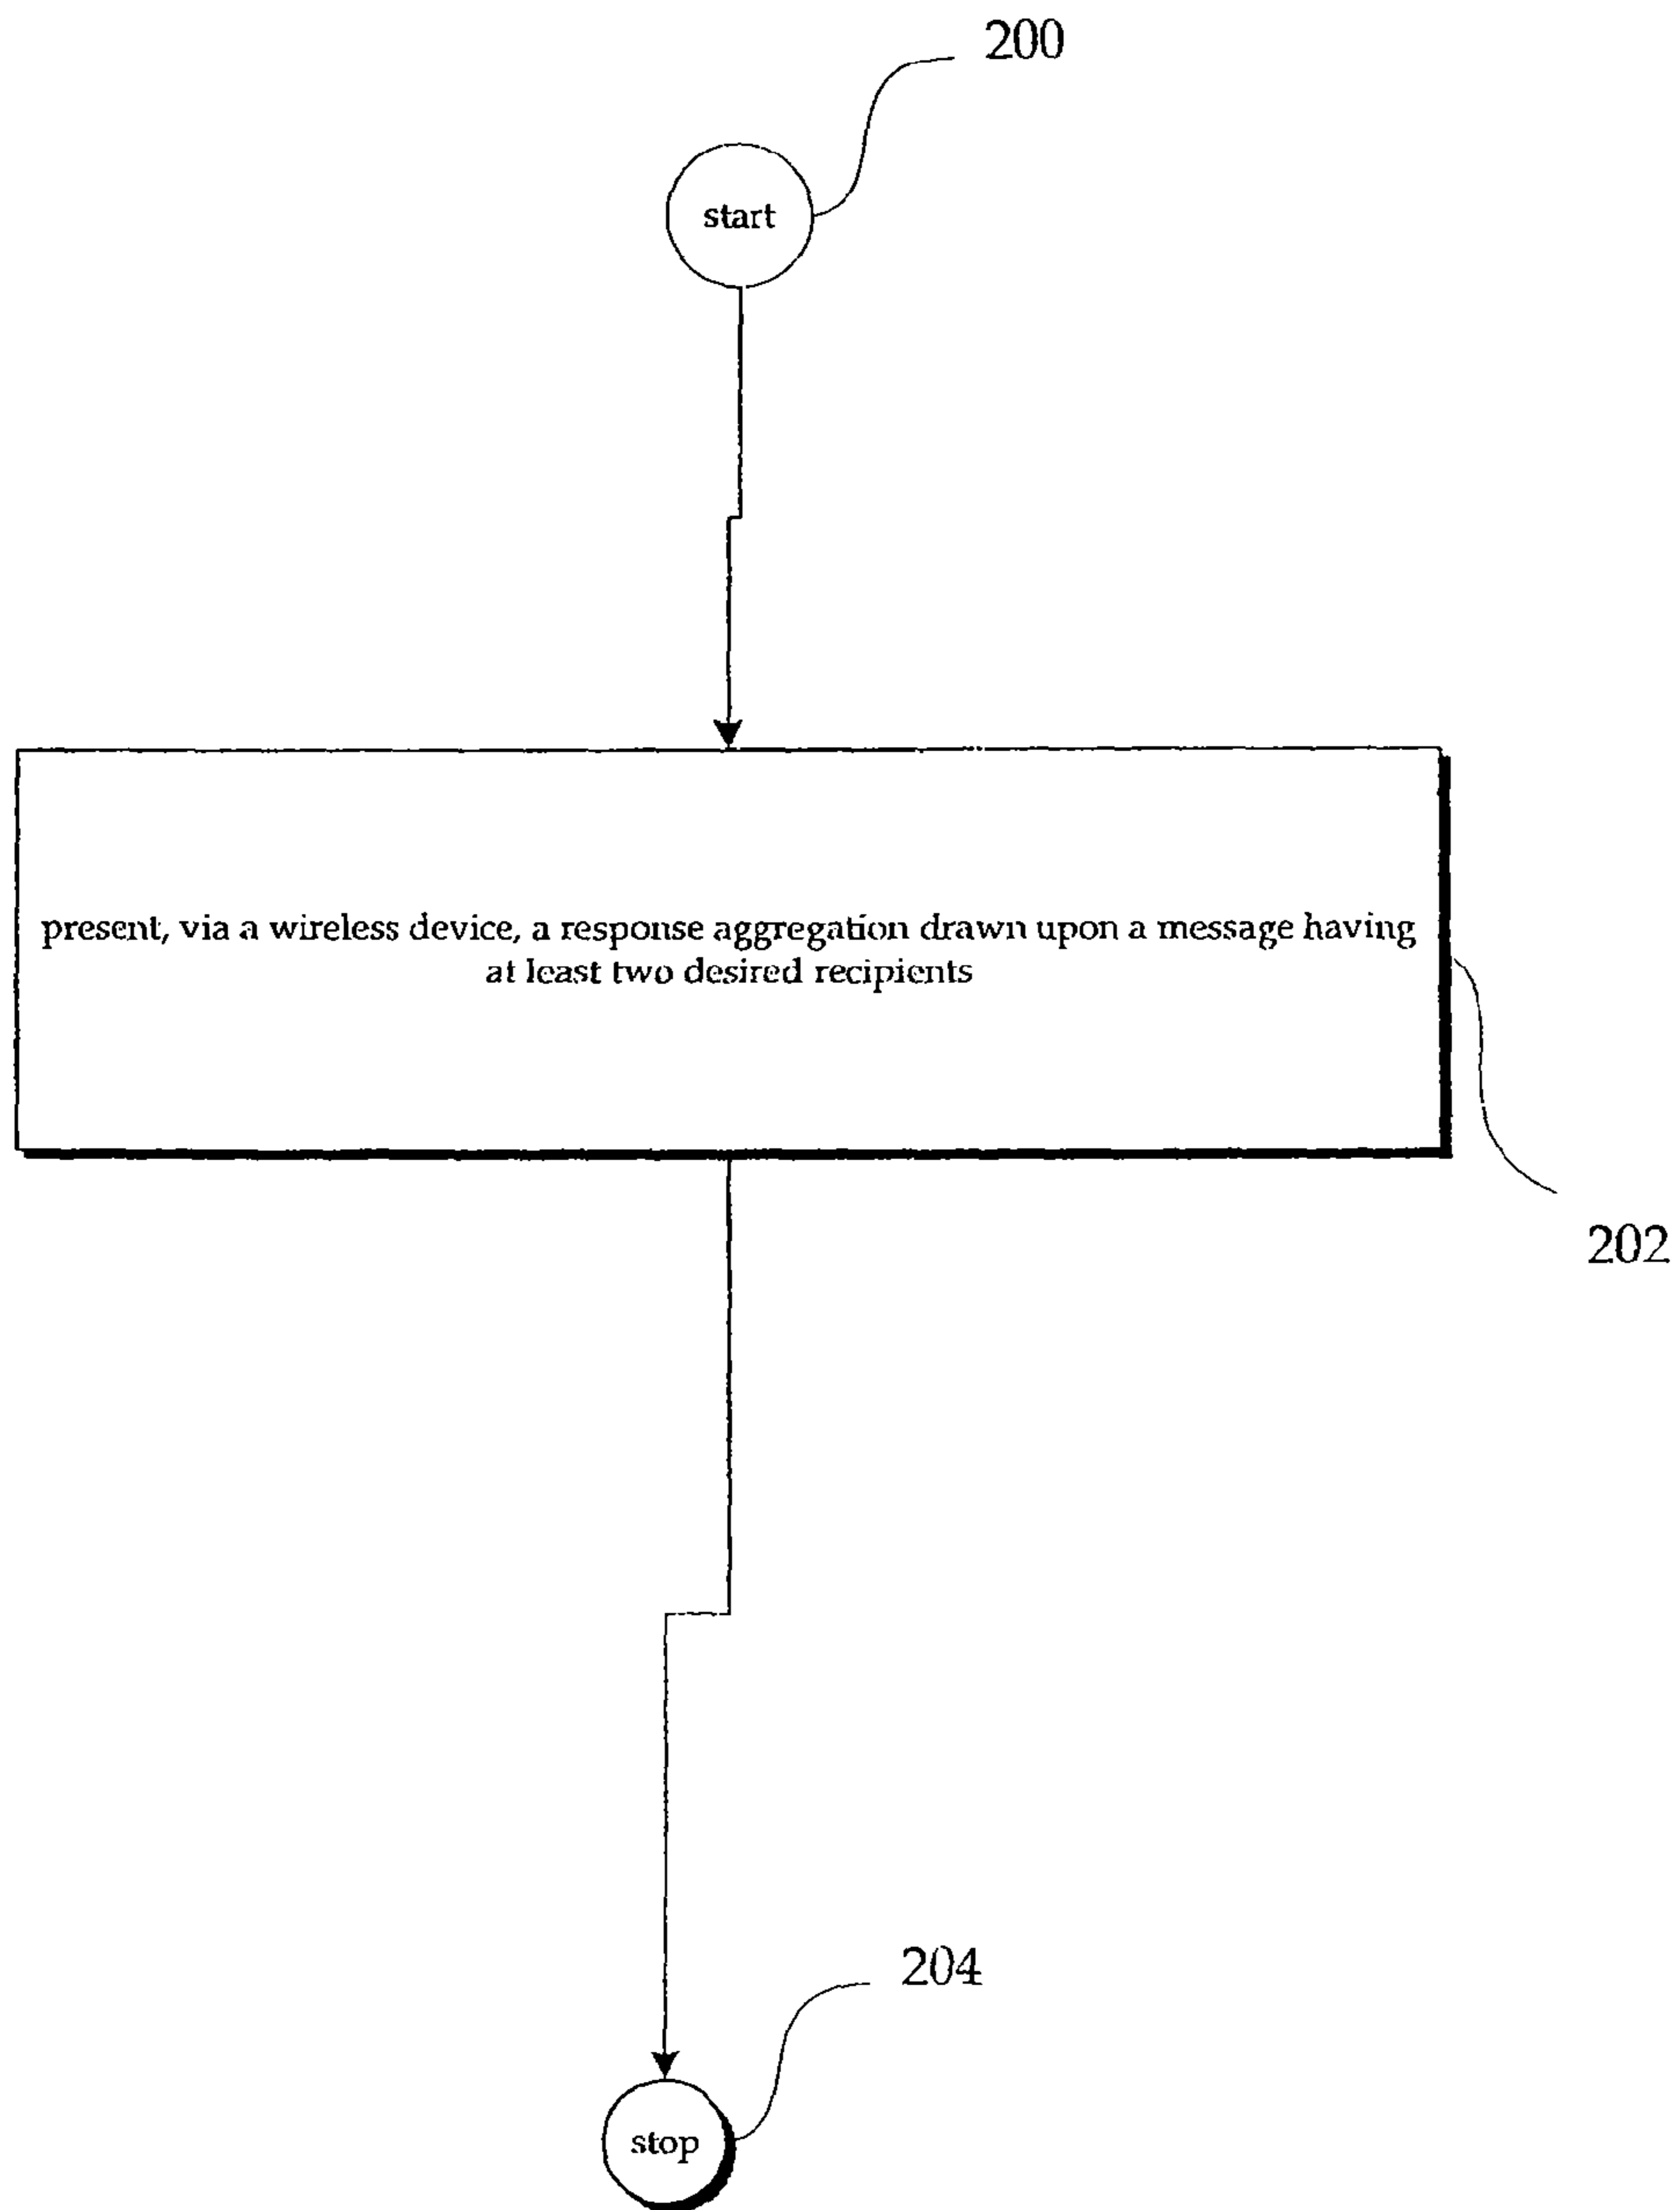 200
start
present, via a wireless device, a response aggregation drawn upon a message having
at least two desired recipients
202
204
stop